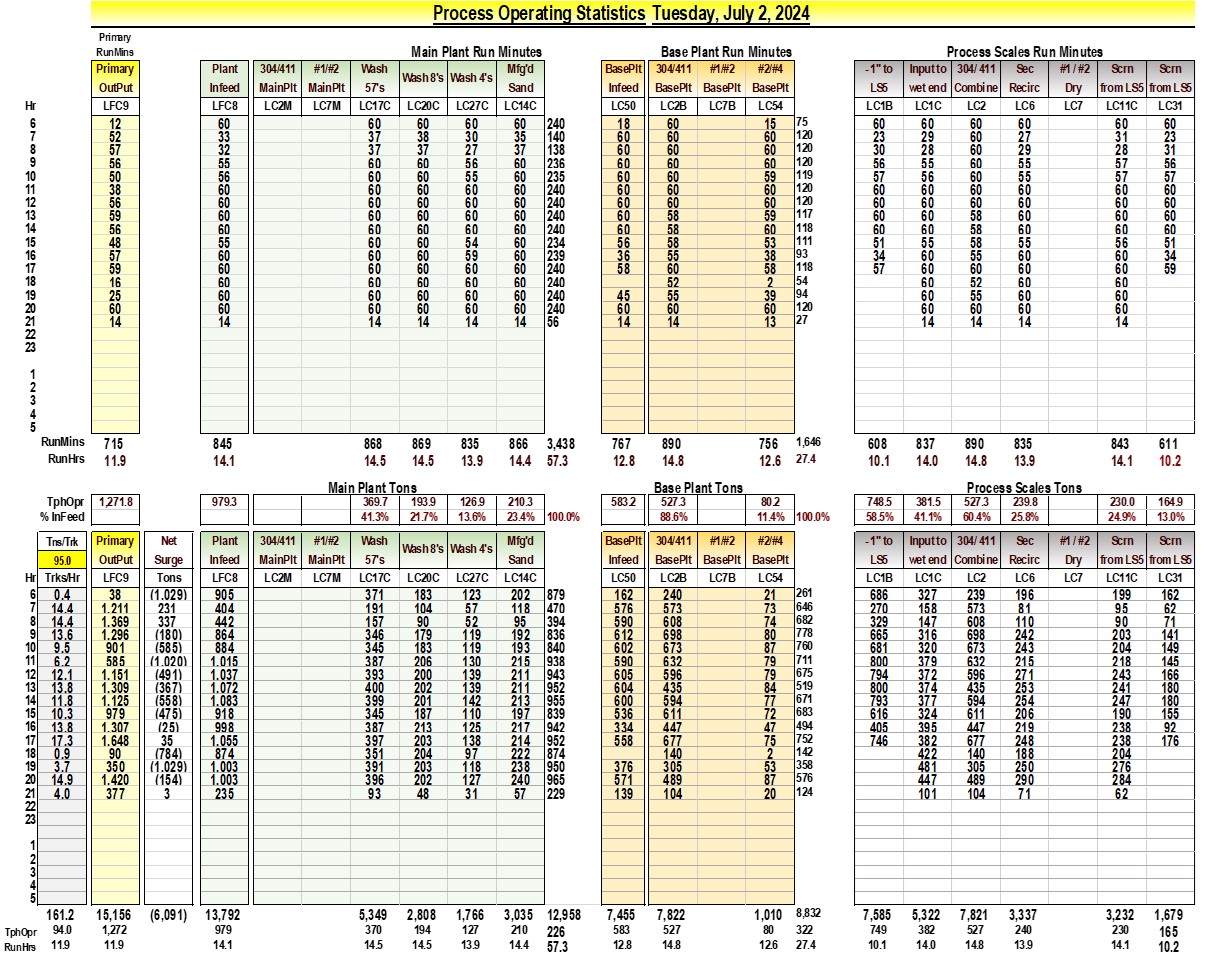 Process Operating Statistics Tuesday, July 2, 2024
Primary
RunMins Main Plant Run Minutes Base Plant Run Minutes Process Scales Run Minutes
Primary Plant 304/411 #1/#2 Wash Wash 8's Wash 4's Mfg'd BasePlt 304/411 #1/#2 #2/#4 -1" to Input to 304/411 Sec #1/#2 Scrn Scrn
OutPut Infeed MainPlt MainPlt 57's Sand Infeed BasePlt BasePlt BasePlt LS5 wet end Combine Recirc Dry from LS5 from LS5
Hr LFC9 LFC8 LC2M LC7M LC17C LC20C LC27C LC14C LC50 LC2B LC7B LC54 LC1B LC1C LC2 LC6 LC7 LC11C LC31
6 12 60 60 60 60 60 240 18 60 15 75 60 60 60 60 60 60
7 52 33 37 38 30 35 140 60 60 60 120 23 29 60 27 31 23
8 57 32 37 37 27 37 138 60 60 60 120 30 28 60 29 28 31
9 56 55 60 60 56 60 236 60 60 60 120 56 55 60 55 57 56
10 50 56 60 60 55 60 235 60 60 59 119 57 56 60 55 57 57
11 38 60 60 60 60 60 240 60 60 60 120 60 60 60 60 60 60
12 56 60 60 60 60 60 240 60 60 60 120 60 60 60 60 60 60
13 59 60 60 60 60 60 240 60 58 59 117 60 60 58 60 60 60
14 56 60 60 60 60 60 240 60 58 60 118 60 60 58 60 60 60
15 48 55 60 60 54 60 234 56 58 53 111 51 55 58 55 56 51
16 57 60 60 60 59 60 239 36 55 38 93 34 60 55 60 60 34
17 59 60 60 60 60 60 240 58 60 58 118 57 60 60 60 60 59
18 16 60 60 60 60 60 240 52 2 54 60 52 60 60
19 25 60 60 60 60 60 240 45 55 39 94 60 55 60 60
20 60 60 60 60 60 60 240 60 60 60 120 60 60 60 60
21 14 14 14 14 14 14 56 14 14 13 27 14 14 14 14
22
23
1
2
3
4
5
RunMins 715 845 868 869 835 866 3,438 767 890 756 1,646 608 837 890 835 843 611
RunHrs 11.9 14.1 14.5 14.5 13.9 14.4 57.3 12.8 14.8 12.6 27.4 10.1 14.0 14.8 13.9 14.1 10.2
Main Plant Tons Base Plant Tons Process Scales Tons
TphOpr 1,271.8 979.3 369.7 193.9 126.9 210.3 583.2 527.3 80.2 748.5 381.5 527.3 239.8 230.0 164.9
% InFeed 41.3% 21.7% 13.6% 23.4% 100.0% 88.6% 11.4% 100.0% 58.5% 41.1% 60.4% 25.8% 24.9% 13.0%
Tns/Trk Primary Net Plant 304/411 #1/#2 Wash Wash 8's Wash 4's Mfg'd BasePlt 304/411 #1/#2 #2/#4 -1" to Input to 304/411 Sec #1/#2 Scrn Scrn
95.0 OutPut Surge Infeed MainPlt MainPlt 57's Sand Infeed BasePlt BasePlt BasePlt LS5 wet end Combine Recirc Dry from LS5 from LS5
Hr Trks/Hr LFC9 Tons LFC8 LC2M LC7M LC17C LC20C LC27C LC14C LC50 LC2B LC7B LC54 LC1B LC1C LC2 LC6 LC7 LC11C LC31
6 0.4 38 (1.029) 905 371 183 123 202 879 162 240 21 261 686 327 239 196 199 162
7 14.4 1.211 231 404 191 104 57 118 470 576 573 73 646 270 158 573 81 95 62
8 14.4 1.369 337 442 157 90 52 95 394 590 608 74 682 329 147 608 110 90 71
9 13.6 1.296 (180) 864 346 179 119 192 836 612 698 80 778 665 316 698 242 203 141
10 9.5 901 (585) 884 345 183 119 193 840 602 673 87 760 681 320 673 243 204 149
11 6.2 585 (1.020) 1.015 387 206 130 215 938 590 632 79 711 800 379 632 215 218 145
12 12.1 1.151 (491) 1.037 393 200 139 211 943 605 596 79 675 794 372 596 271 243 166
13 13.8 1.309 (367) 1.072 400 202 139 211 952 604 435 84 519 800 374 435 253 241 180
14 11.8 1.125 (558) 1.083 399 201 142 213 955 600 594 77 671 793 377 594 254 247 180
15 10.3 979 (475) 918 345 187 110 197 839 536 611 72 683 616 324 611 206 190 155
16 13.8 1.307 (25) 998 387 213 125 217 942 334 447 47 494 405 395 447 219 238 92
17 17.3 1.648 35 1.055 397 203 138 214 952 558 677 75 752 746 382 677 248 238 176
18 0.9 90 (784) 874 351 204 97 222 874 140 2 142 422 140 188 204
19 3.7 350 (1.029) 1.003 391 203 118 238 950 376 305 53 358 481 305 250 276
20 14.9 1.420 (154) 1.003 396 202 127 240 965 571 489 87 576 447 489 290 284
21 4.0 377 3 235 93 48 31 57 229 139 104 20 124 101 104 71 62
22
23
1
2
3
4
5
161.2 15,156 (6,091) 13,792 5,349 2,808 1,766 3,035 12,958 7,455 7,822 1,010 8,832 7,585 5,322 7,821 3,337 3,232 1,679
TphOpr 94.0 1,272 979 370 194 127 210 226 583 527 80 322 749 382 527 240 230 165
RunHrs 11.9 11.9 14.1 14.5 14.5 13.9 14.4 57.3 12.8 14.8 12.6 27.4 10.1 14.0 14.8 13.9 14.1 10.2